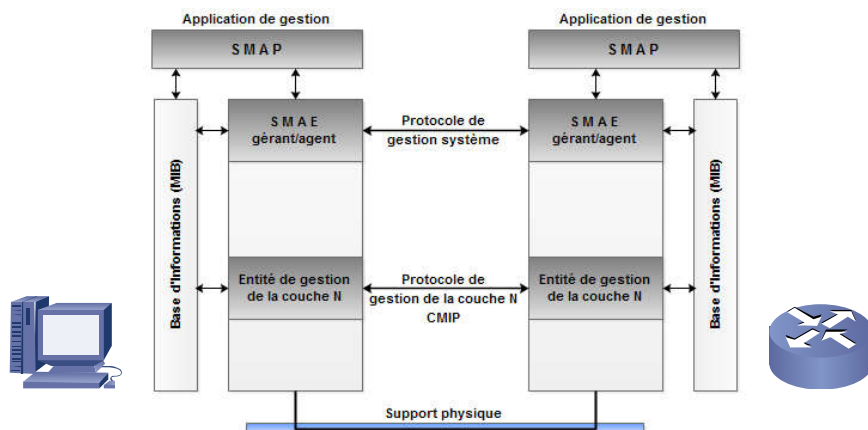 Application de gestion
Application de gestion
S M A P
S M A P
Base d'Informations (MIB)
S M A E
gérant/agent
Protocole de
gestion système
S M A E
gérant/agent
Base d'Informations (MIB)
Entité de gestion
de la couche N
Protocole de
gestion de la couche N
CMIP
Entité de gestion
de la couche N
Support physique